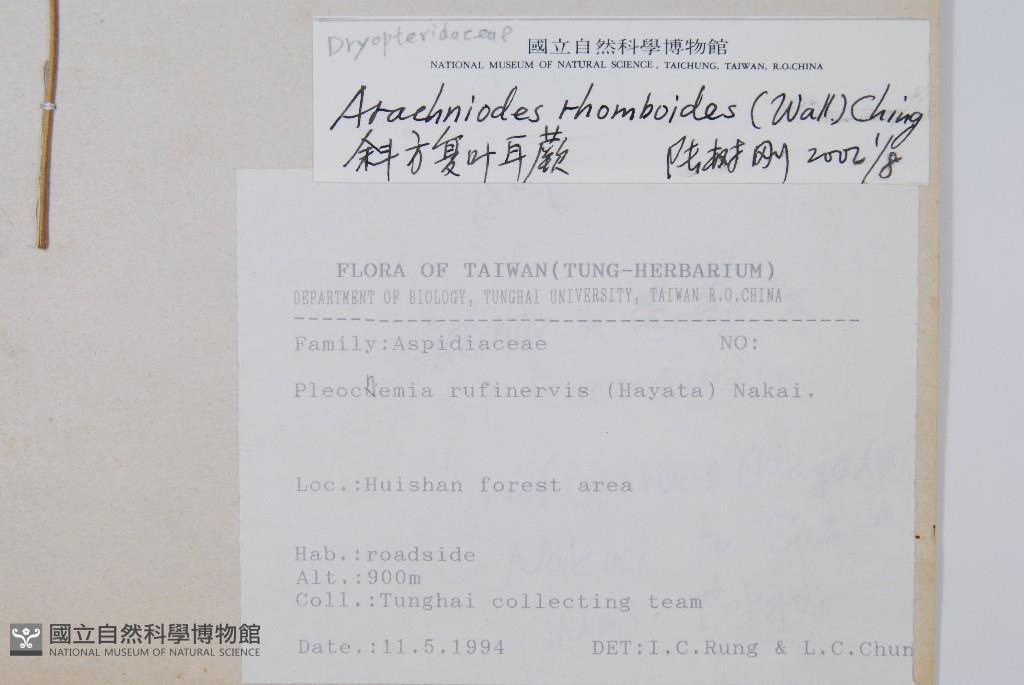 Dryopteridaceae
國立自然科學博物館
NATIONAL MUSEUM OF NATURAL SCIENCE, TAICHUNG, TAIWAN, R.O.CHINA
Arachniodes rhomboides (Wall.) Ching
斜方复叶耳蕨 陆树刚 2002 1/8
FLORA OF TAIWAN(TUNG-HERBARIUM)
DEPARTMENT OF BIOLOGY, TUNGHAI UNIVERSITY, TAIWAN R.O.CHINA
Family:Aspidiaceae NO:
Pleocnemia rufinervis (Hayata) Nakai.
Loc.:Huishan forest area
Hab.:roadside
Alt.:900m
Coll.:Tunghai collecting team
Date.:11.5.1994 DET:I.C.Rung & L.C.Chun
國立自然科學博物館
NATIONAL MUSEUM OF NATURAL SCIENCE